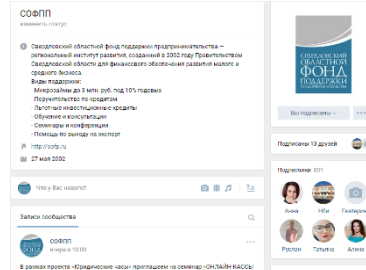 СОФПП
изменить статус
Свердловский областной фонд поддержки предпринимательства –
региональный институт развития, созданный в 2002 году Правительством
Свердловской области для финансового обеспечения развития малого и
среднего бизнеса.
Виды поддержки:
- Микрозаймы до 3 млн. руб. под 10% годовых
- Поручительство по кредитам
- Льготные инвестиционные кредиты
- Обучение и консультации
- Семинары и конференции
- Помощь по выходу на экспорт
http://sofp.ru
27 мая 2002
Что у Вас нового?
Записи сообщества
СОФПП
вчера в 18:00
В рамках проекта «Юридические часы» приглашаем на семинар «ОНЛАЙН-КАССЫ
СВЕРДЛОВСКИЙ
ОБЛАСТНОЙ
ФОНД
ПОДДЕРЖКИ
ПРЕДПРИНИМАТЕЛЬСТВА
Вы подписаны
Подписаны 13 друзей
Подписчики
Анна
Екатерин
Руслан
Татьяна
Алина